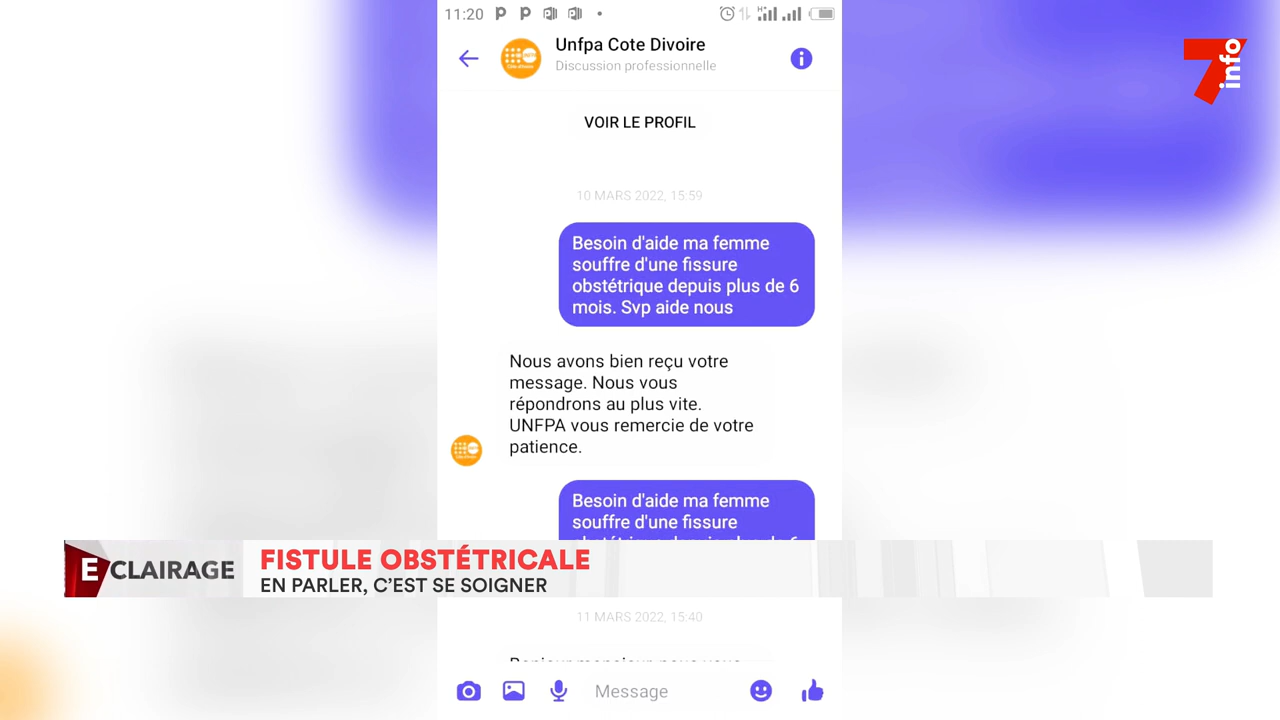 11:20
Unfpa Cote Divoire
Discussion professionnelle
7 info
VOIR LE PROFIL
10 MARS 2022, 15:59
Besoin d'aide ma femme
souffre d'une fissure
obstétrique depuis plus de 6
mois. Svp aide nous
Nous avons bien reçu votre
message. Nous vous
répondrons au plus vite.
UNFPA vous remercie de votre
patience.
Besoin d'aide ma femme
souffre d'une fissure
ECLAIRAGE
FISTULE OBSTÉTRICALE
EN PARLER, C'EST SE SOIGNER
11 MARS 2022, 15:40
Message